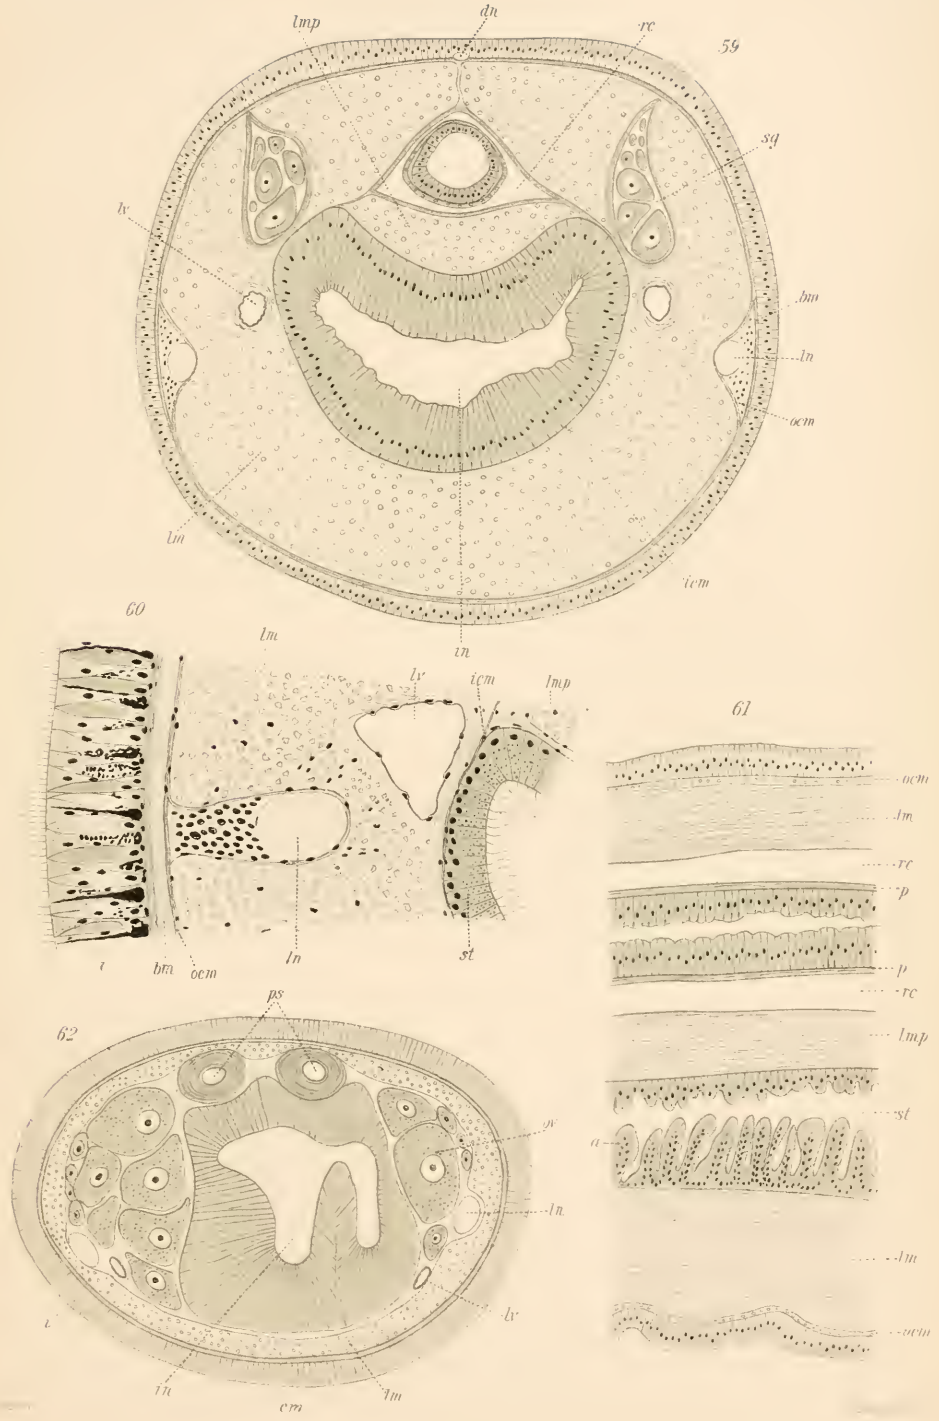 dn
lmp
rc
59
sg
lv
bm
ln
ocm
lm
icm
in
60
lm
lv
icm
lmp
i
bm
ocm
ln
st
61
ocm
lm
rc
p
p
rc
lmp
st
a
lm
ocm
62
ps
ov
ln
lv
i
in
lm
cm